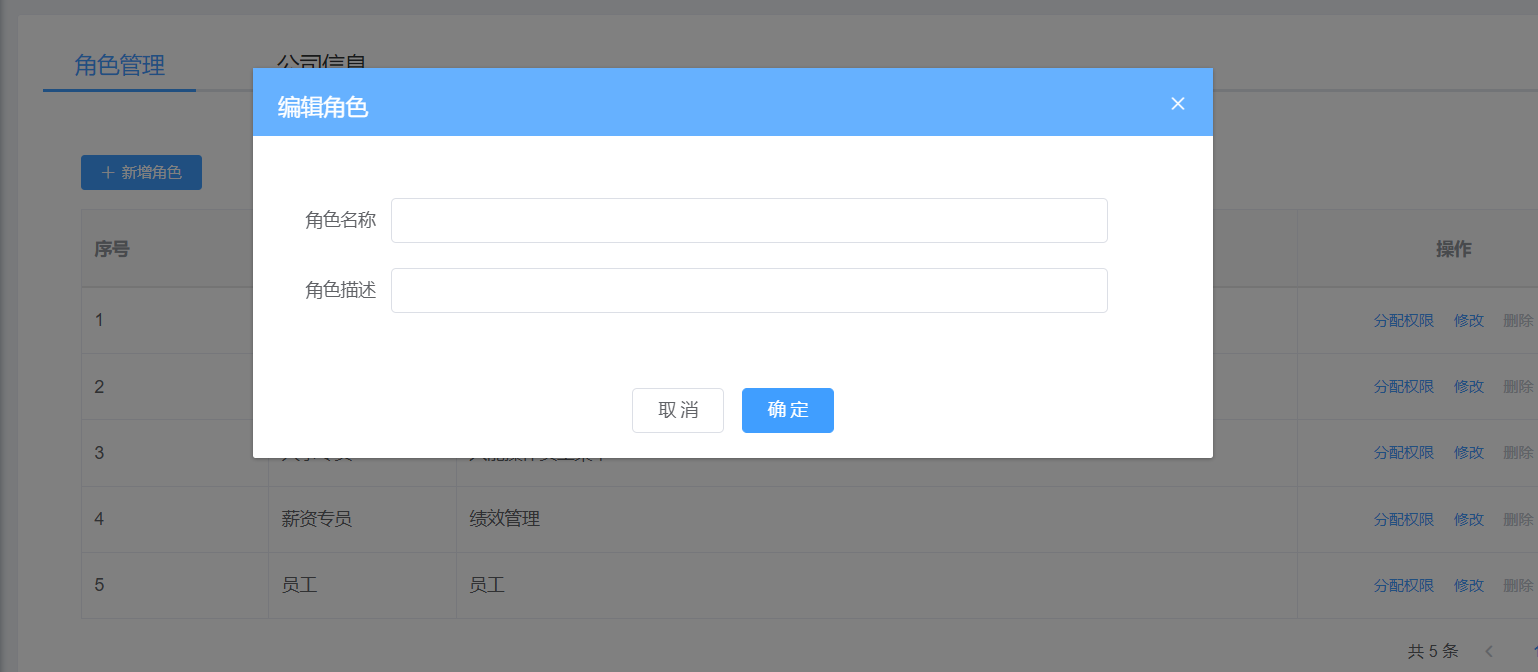 角色管理
公司信息
编辑角色
+ 新增角色
角色名称
序号
操作
角色描述
1
分配权限 修改 删除
2
分配权限 修改 删除
取 消 确 定
3
分配权限 修改 删除
4 薪资专员 绩效管理
分配权限 修改 删除
5 员工 员工
分配权限 修改 删除
共 5 条